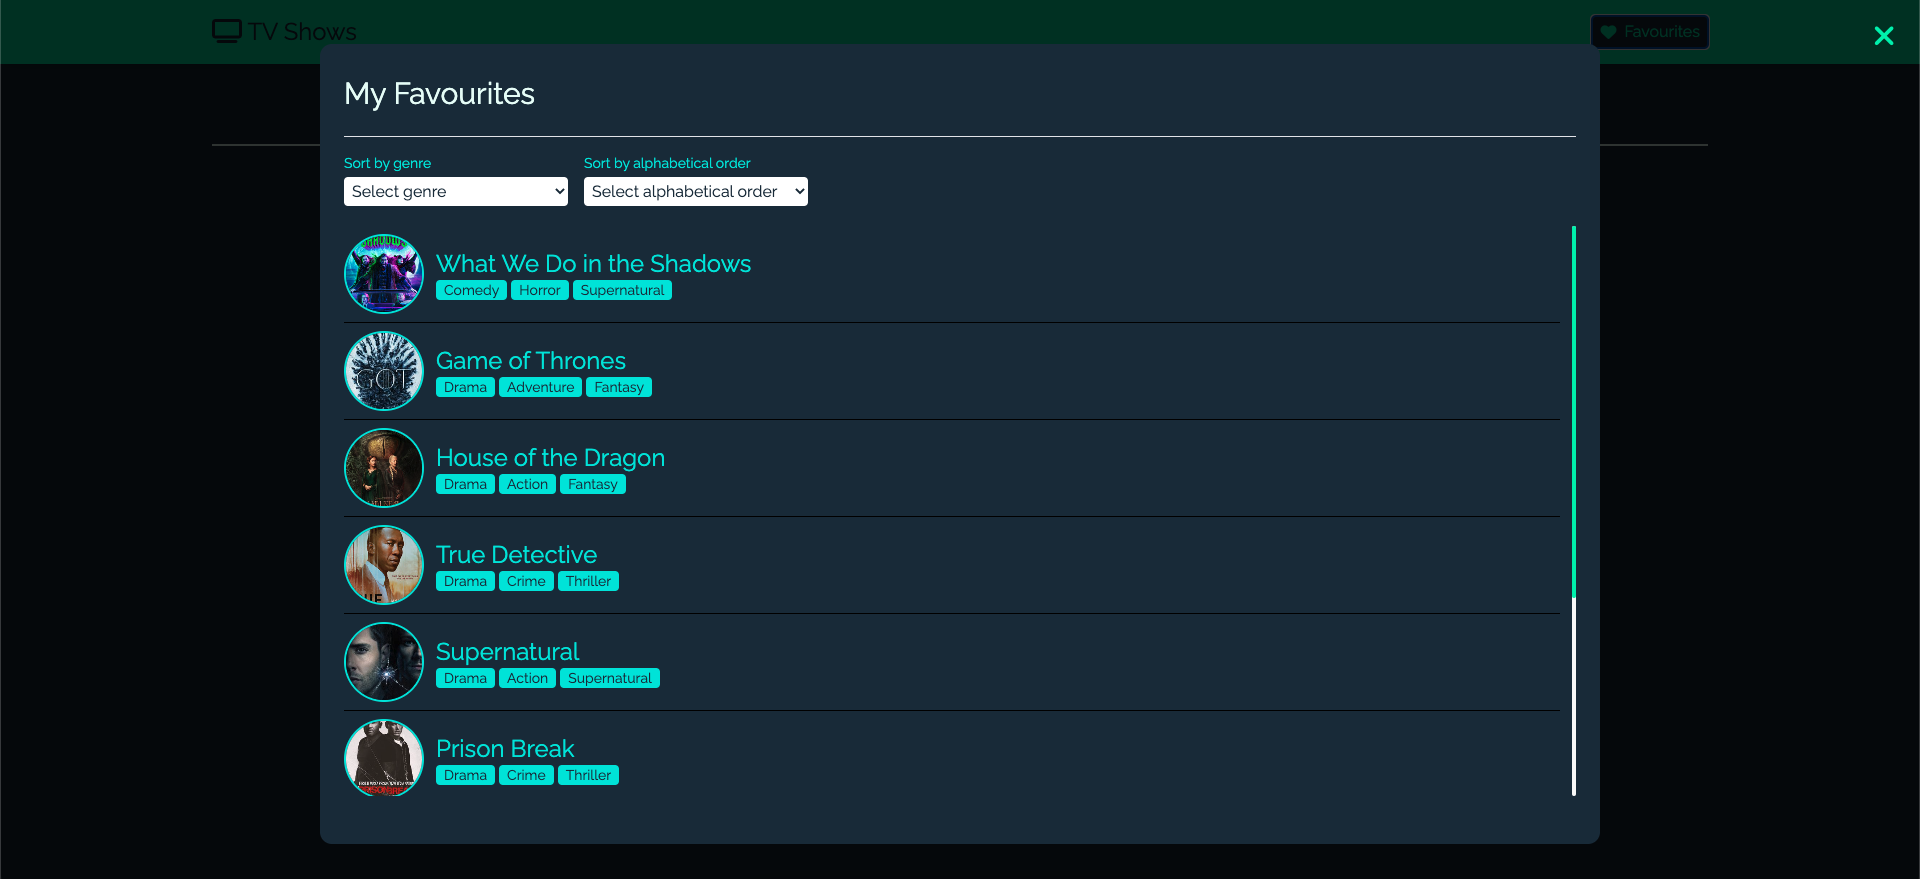 TV Shows
Favourites
My Favourites
Sort by genre
Sort by alphabetical order
Select genre
Select alphabetical order
SHADOWS
What We Do in the Shadows
Comedy Horror Supernatural
GOT
Game of Thrones
Drama Adventure Fantasy
House of the Dragon
Drama Action Fantasy
True Detective
Drama Crime Thriller
Supernatural
Drama Action Supernatural
Prison Break
Drama Crime Thriller